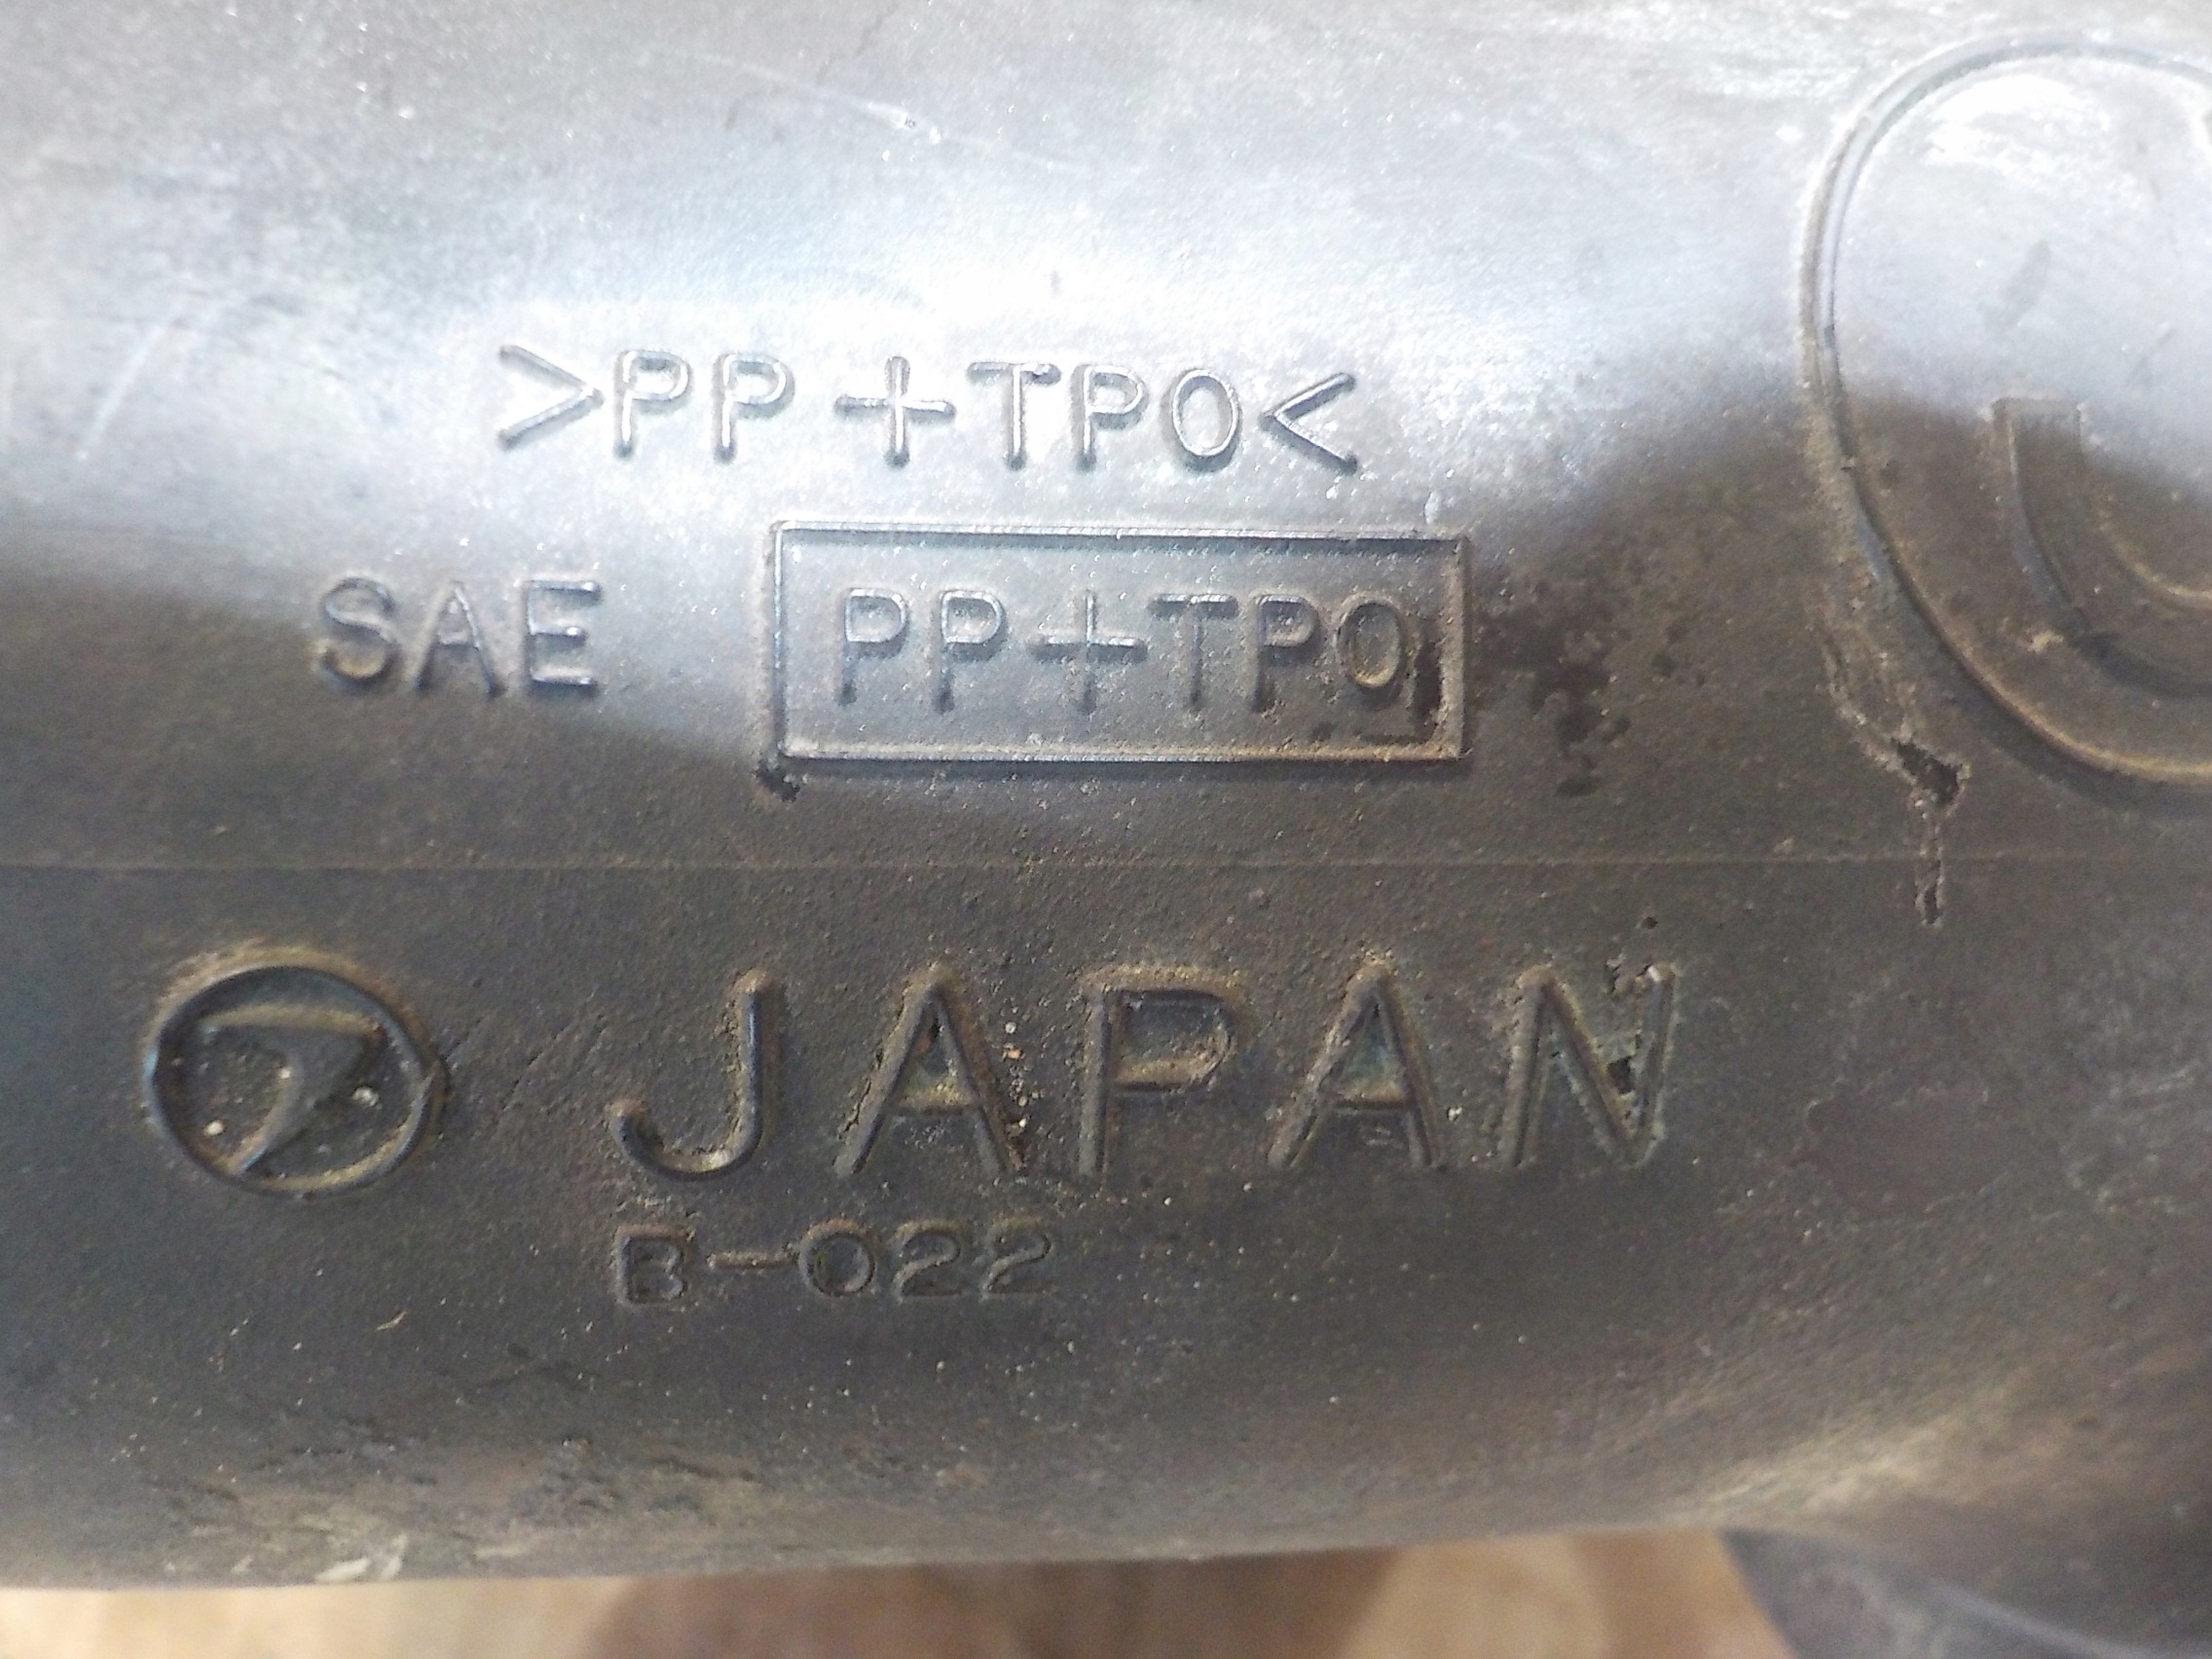 >PP+TPO<
SAE PP+TPO
JAPAN
B-022